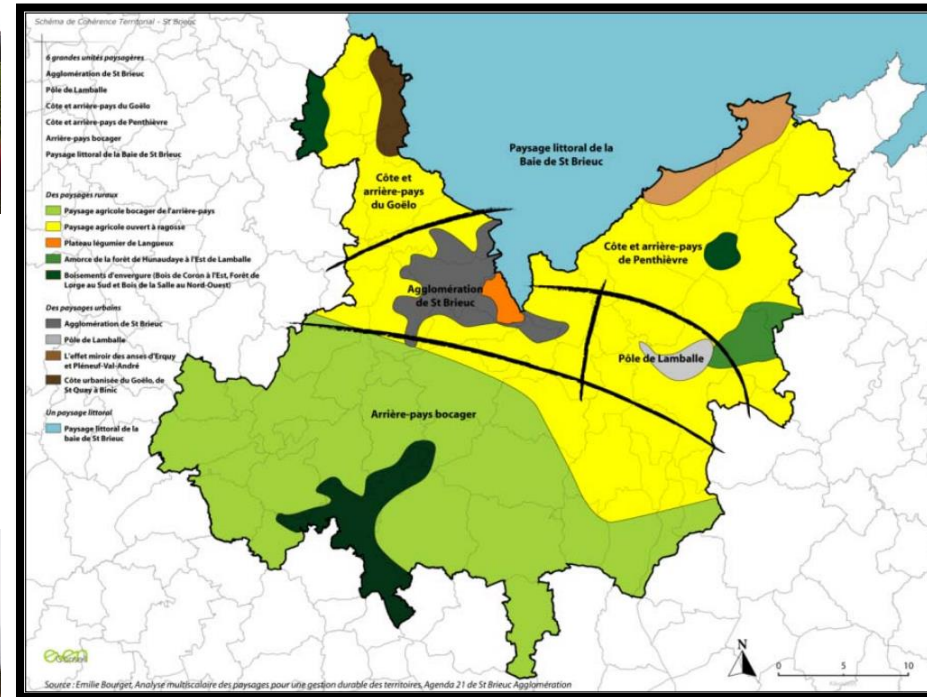 Schéma de Cohérence Territorial - St Brieuc
6 grandes unités paysagères
Agglomération de St Brieuc
Pôle de Lamballe
Côte et arrière-pays du Goëlo
Côte et arrière-pays de Penthièvre
Arrière-pays bocager
Paysage littoral de la Baie de St Brieuc
Des paysages ruraux
Paysage agricole bocager de l'arrière-pays
Paysage agricole ouvert à ragosse
Plateau légumier de Langueux
Amorce de la forêt de Hunaudaye à l'Est de Lamballe
Boisements d'envergure (Bois de Coron à l'Est, Forêt de
Lorge au Sud et Bois de la Salle au Nord-Ouest)
Des paysages urbains
Agglomération de St Brieuc
Pôle de Lamballe
L'effet miroir des anses d'Erquy
et Pléneuf-Val-André
Côte urbanisée du Goëlo, de
St Quay à Binic
Un paysage littoral
Paysage littoral de la
baie de St Brieuc
Paysage littoral de la
Baie de St Brieuc
Côte et
arrière-pays
du Goëlo
Côte et arrière-pays
de Penthièvre
Agglomération
de St Brieuc
Pôle de Lamballe
Arrière-pays bocager
N
0 5 10
Kilomètres
even
Conseil
Source : Emilie Bourget, Analyse multiscalaire des paysages pour une gestion durable des territoires, Agenda 21 de St Brieuc Agglomération